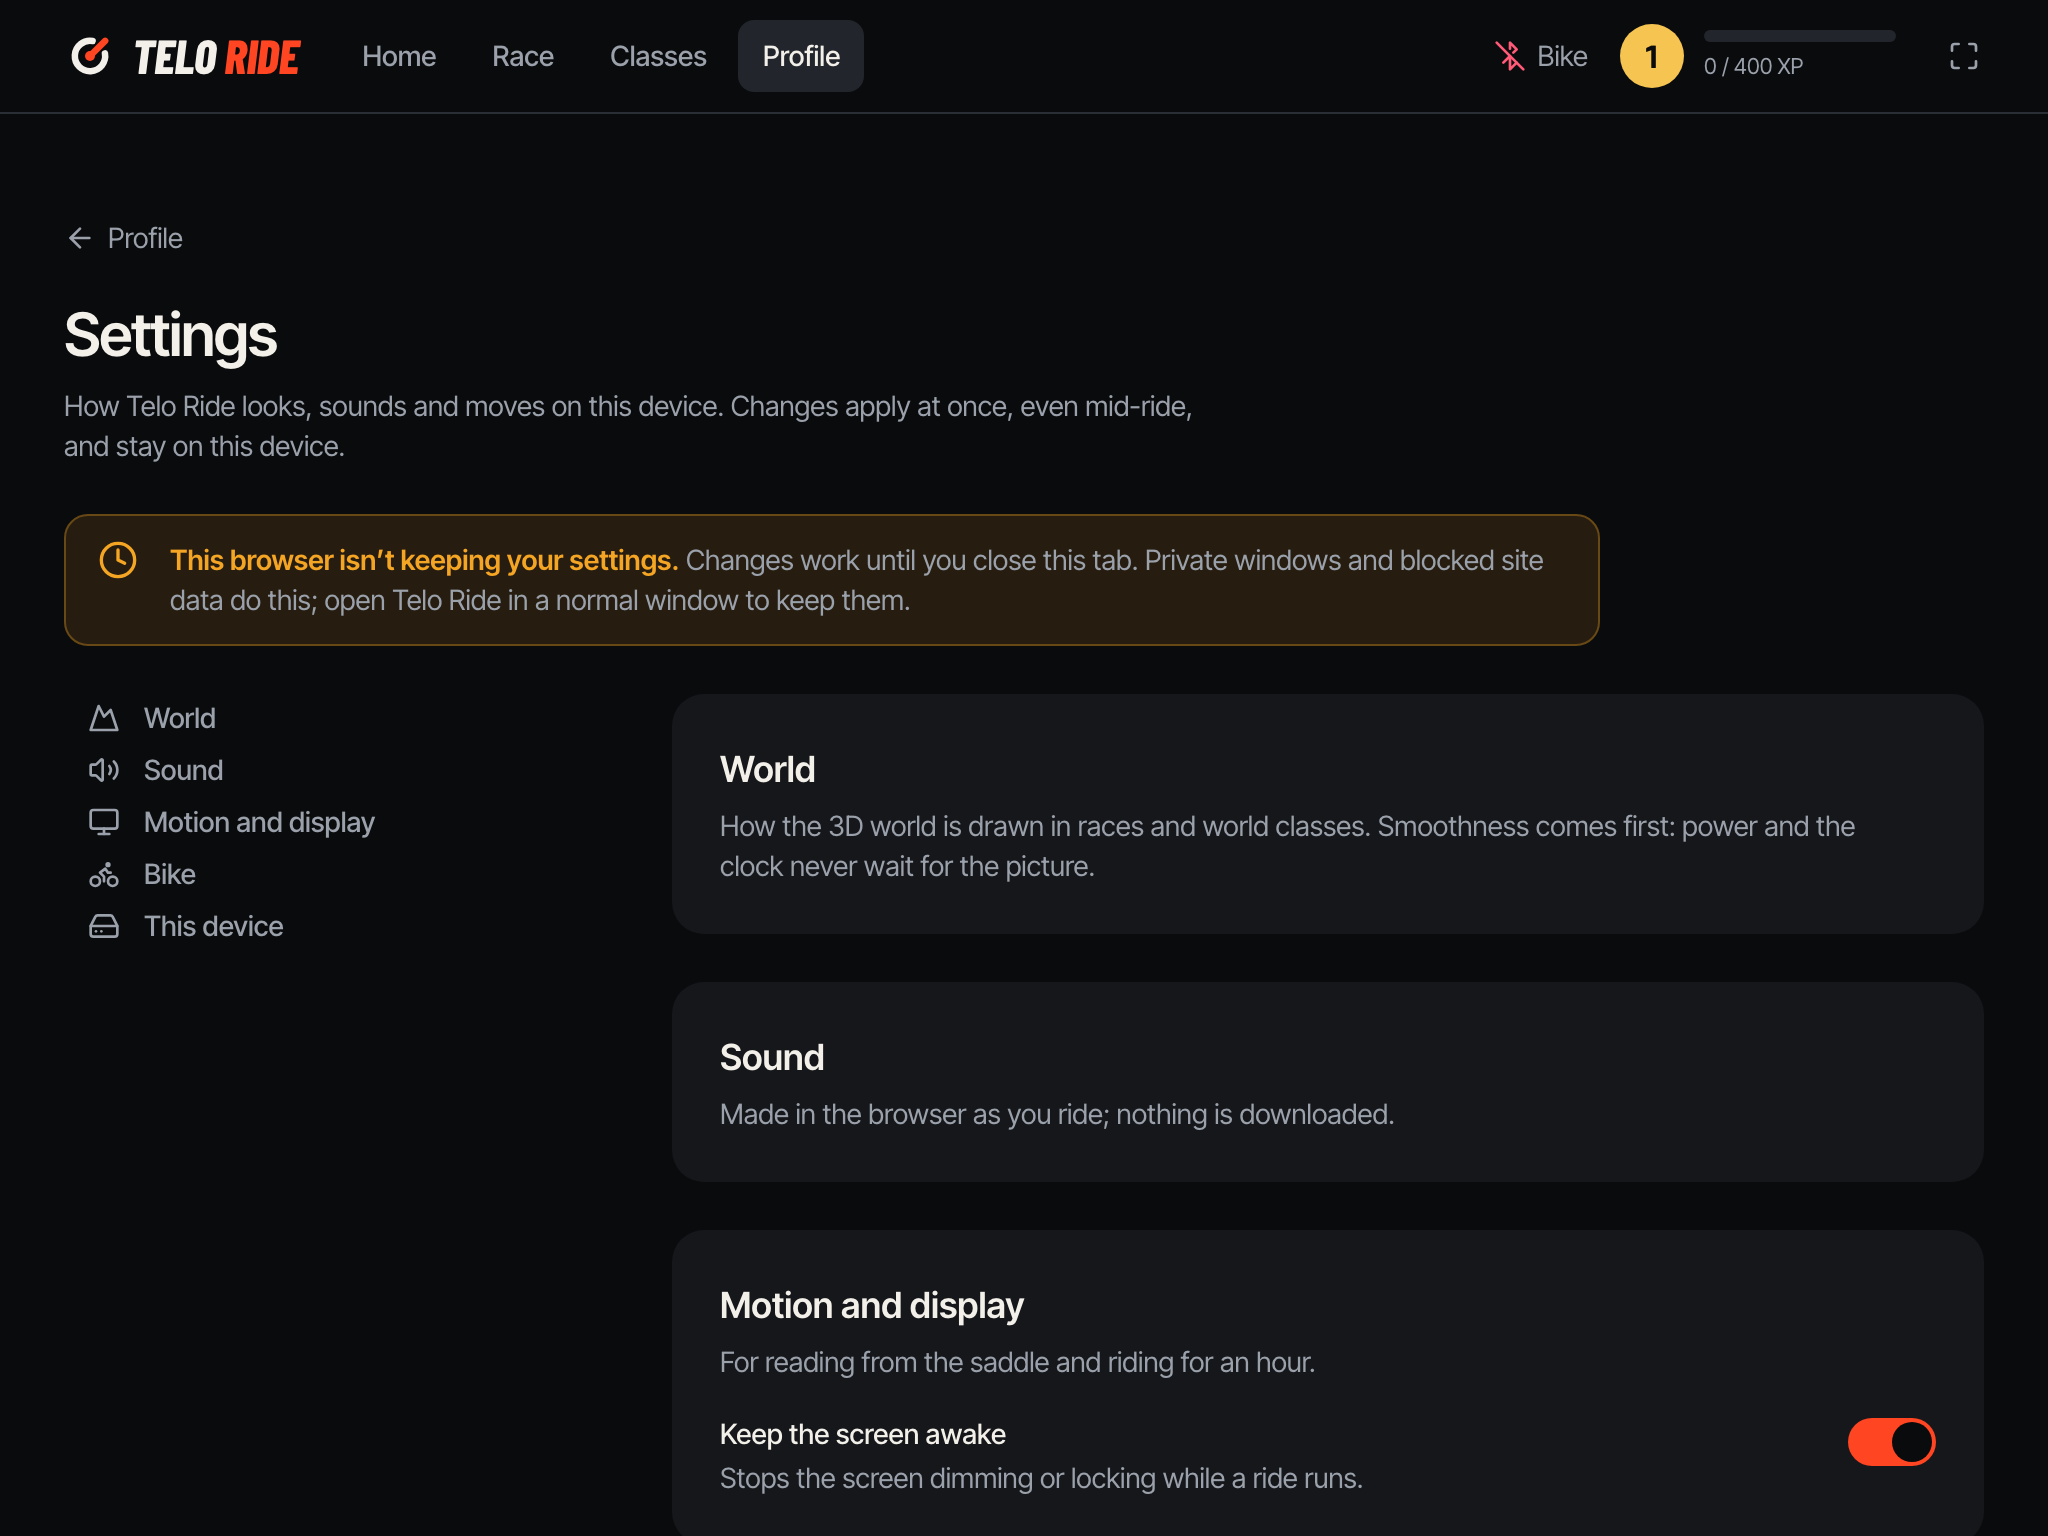 TELO RIDE
Home
Race
Classes
Profile
Bike
1
0 / 400 XP
Profile
Settings
How Telo Ride looks, sounds and moves on this device. Changes apply at once, even mid-ride,
and stay on this device.
This browser isn’t keeping your settings. Changes work until you close this tab. Private windows and blocked site
data do this; open Telo Ride in a normal window to keep them.
World
Sound
Motion and display
Bike
This device
World
How the 3D world is drawn in races and world classes. Smoothness comes first: power and the
clock never wait for the picture.
Sound
Made in the browser as you ride; nothing is downloaded.
Motion and display
For reading from the saddle and riding for an hour.
Keep the screen awake
Stops the screen dimming or locking while a ride runs.